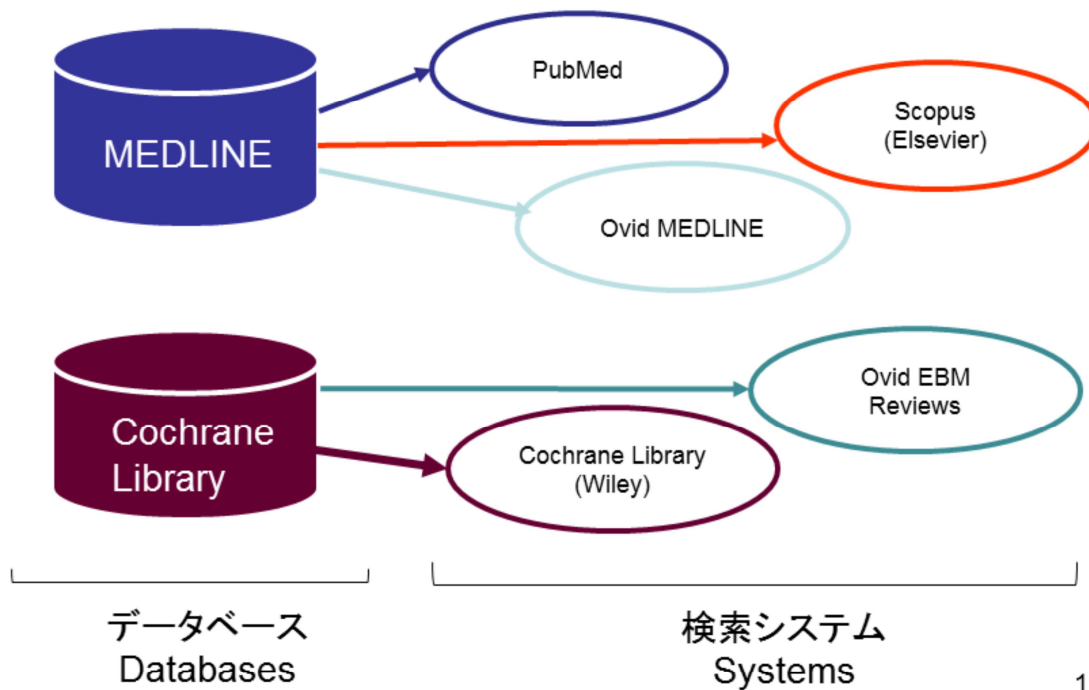 MEDLINE
PubMed
Scopus
(Elsevier)
Ovid MEDLINE
Cochrane
Library
Ovid EBM
Reviews
Cochrane Library
(Wiley)
データベース
Databases
検索システム
Systems
1